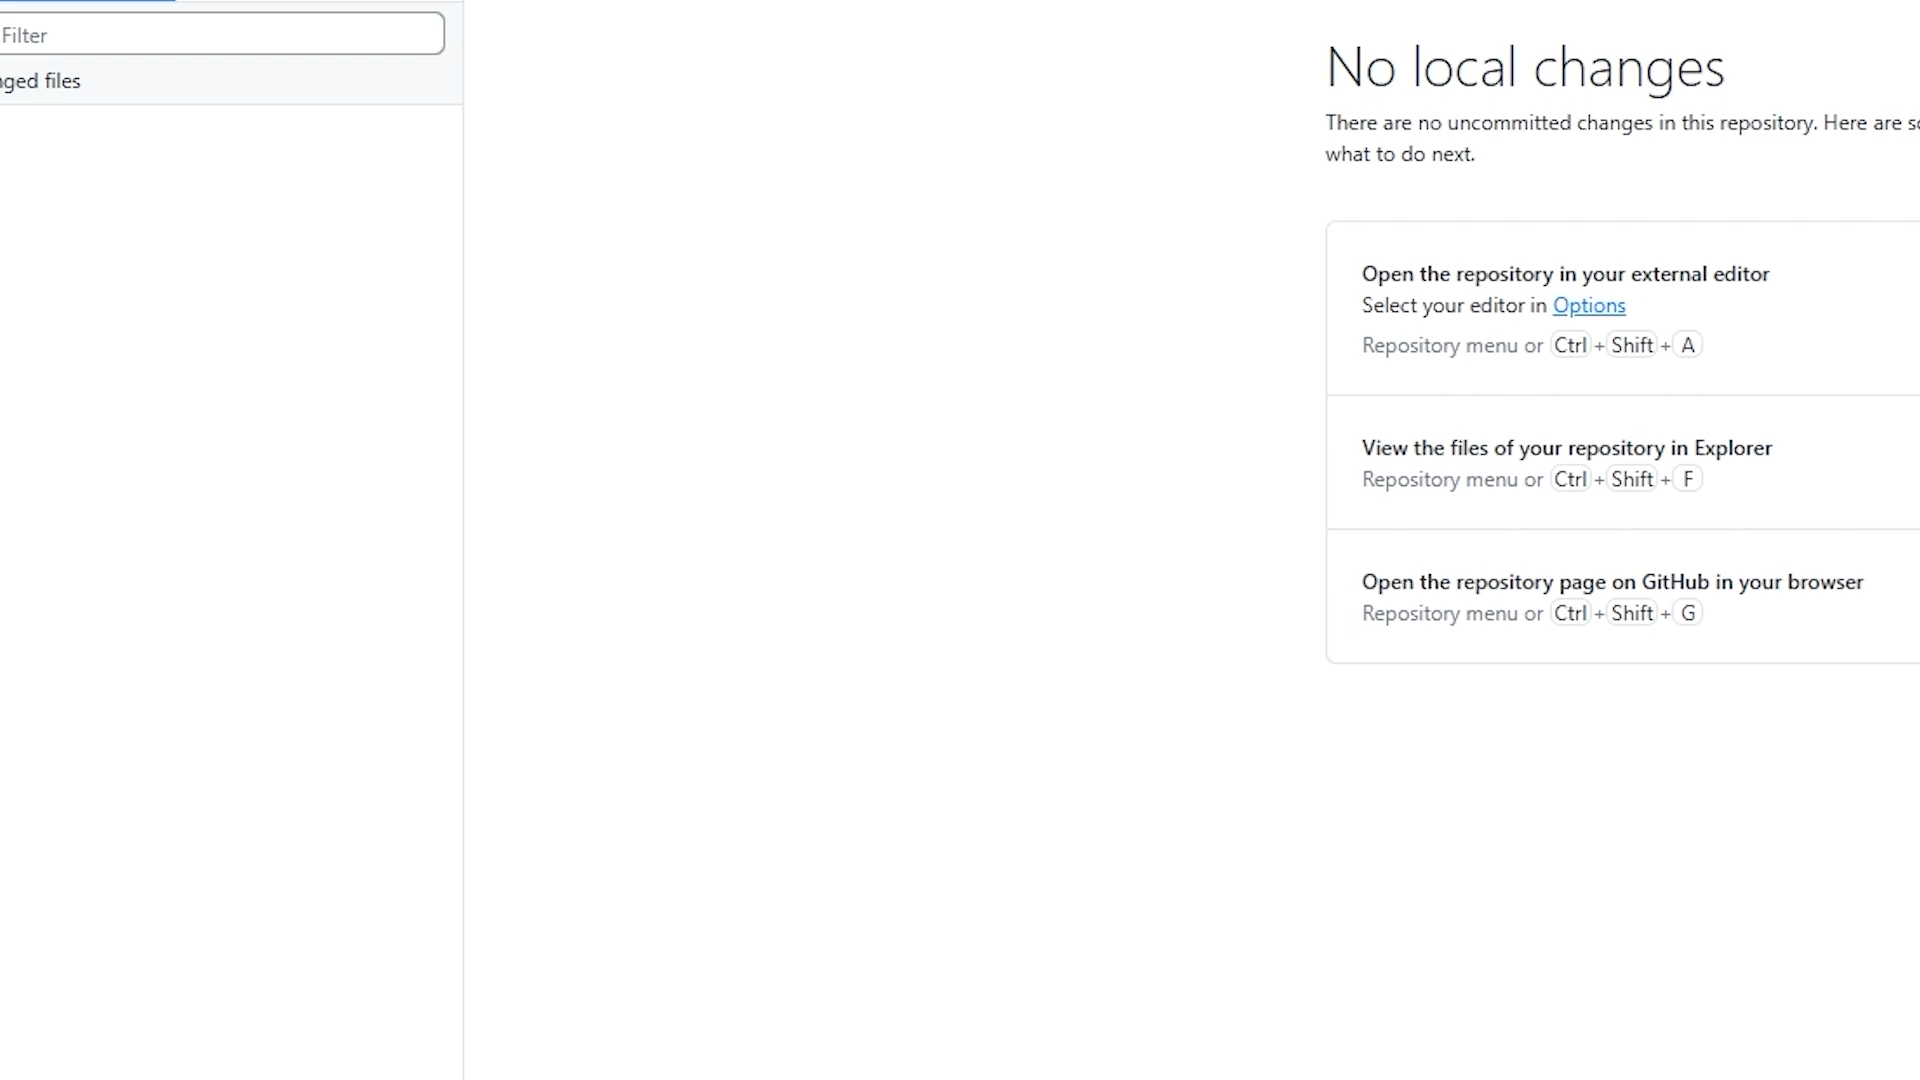 Filter
ged files
No local changes
There are no uncommitted changes in this repository. Here are
what to do next.
Open the repository in your external editor
Select your editor in Options
Repository menu or Ctrl + Shift + A
View the files of your repository in Explorer
Repository menu or Ctrl + Shift + F
Open the repository page on GitHub in your browser
Repository menu or Ctrl + Shift + G